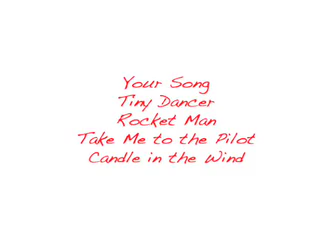 Your Song
Tiny Dancer
Rocket Man
Take Me to the Pilot
Candle in the Wind